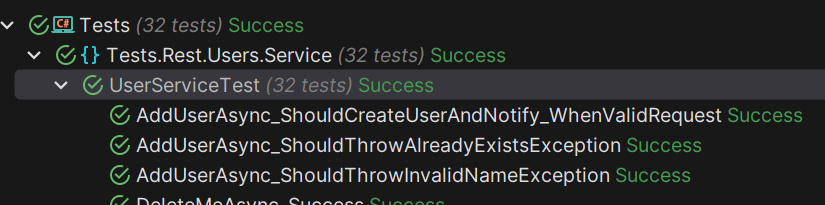 C# Tests (32 tests) Success
{} Tests.Rest.Users.Service (32 tests) Success
UserServiceTest (32 tests) Success
AddUserAsync_ShouldCreateUserAndNotify_WhenValidRequest Success
AddUserAsync_ShouldThrowAlreadyExistsException Success
AddUserAsync_ShouldThrowInvalidNameException Success
DeleteMeAsync_Success Success